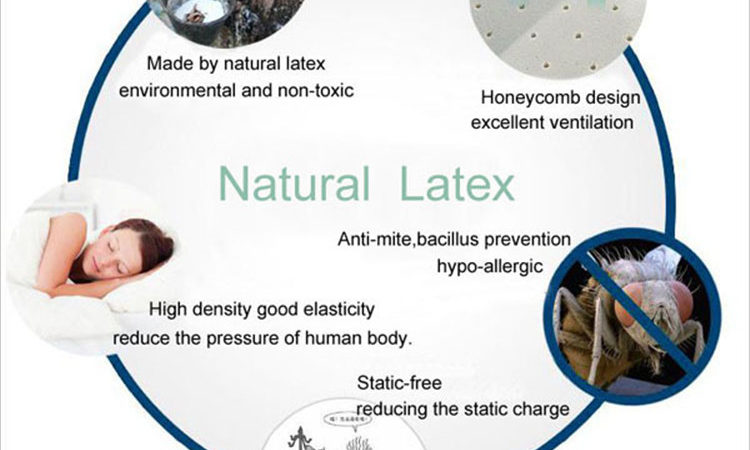 Made by natural latex
environmental and non-toxic
Honeycomb design
excellent ventilation
Natural Latex
Anti-mite,bacillus prevention
hypo-allergic
High density good elasticity
reduce the pressure of human body.
Static-free
reducing the static charge